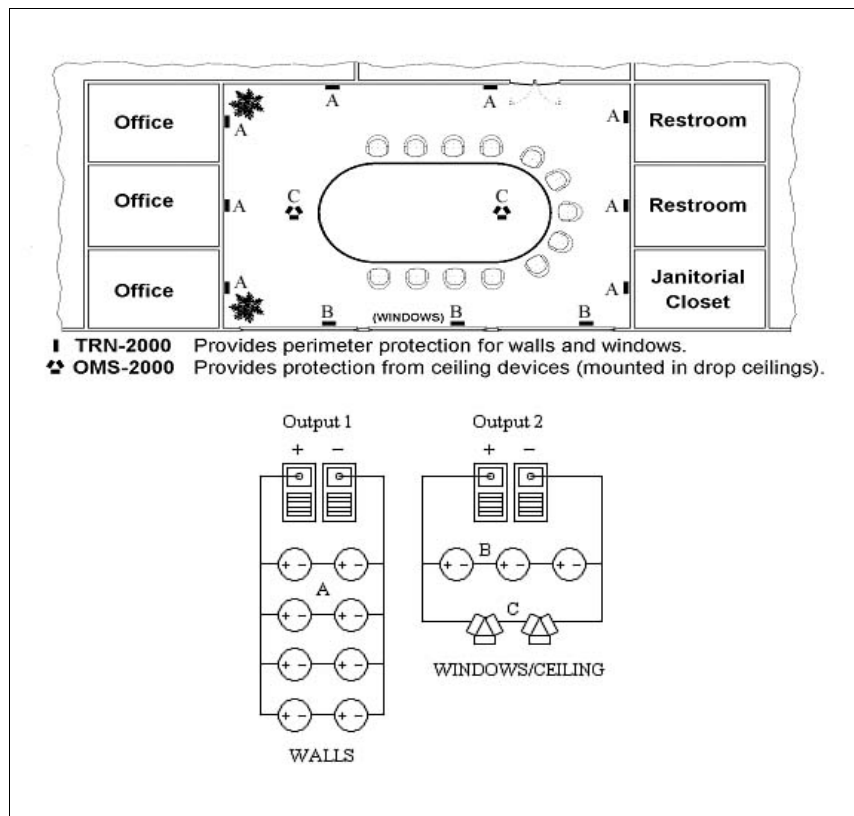 A A
Office A A Restroom
Office A C C A Restroom
Office A A Janitorial
Closet
B (WINDOWS) B B
TRN-2000 Provides perimeter protection for walls and windows.
OMS-2000 Provides protection from ceiling devices (mounted in drop ceilings).
Output 1 Output 2
+ − + −
+ − + − B + − + − + −
A C
+ − + −
+ − + − WINDOWS/CEILING
+ − + −
WALLS